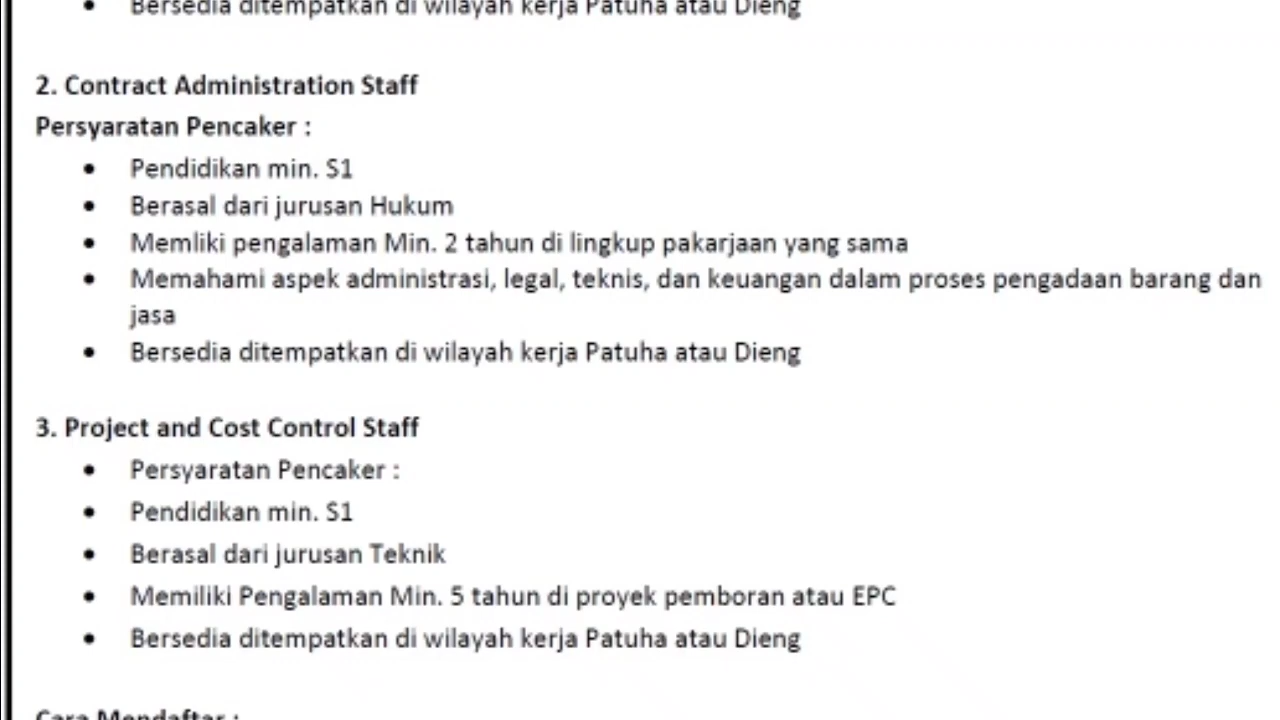 • Bersedia ditempatkan di wilayah kerja Patuha atau Dieng
2. Contract Administration Staff
Persyaratan Pencaker :
• Pendidikan min. S1
• Berasal dari jurusan Hukum
• Memliki pengalaman Min. 2 tahun di lingkup pakarjaan yang sama
• Memahami aspek administrasi, legal, teknis, dan keuangan dalam proses pengadaan barang dan
jasa
• Bersedia ditempatkan di wilayah kerja Patuha atau Dieng
3. Project and Cost Control Staff
• Persyaratan Pencaker :
• Pendidikan min. S1
• Berasal dari jurusan Teknik
• Memiliki Pengalaman Min. 5 tahun di proyek pemboran atau EPC
• Bersedia ditempatkan di wilayah kerja Patuha atau Dieng
Cara Mendaftar :